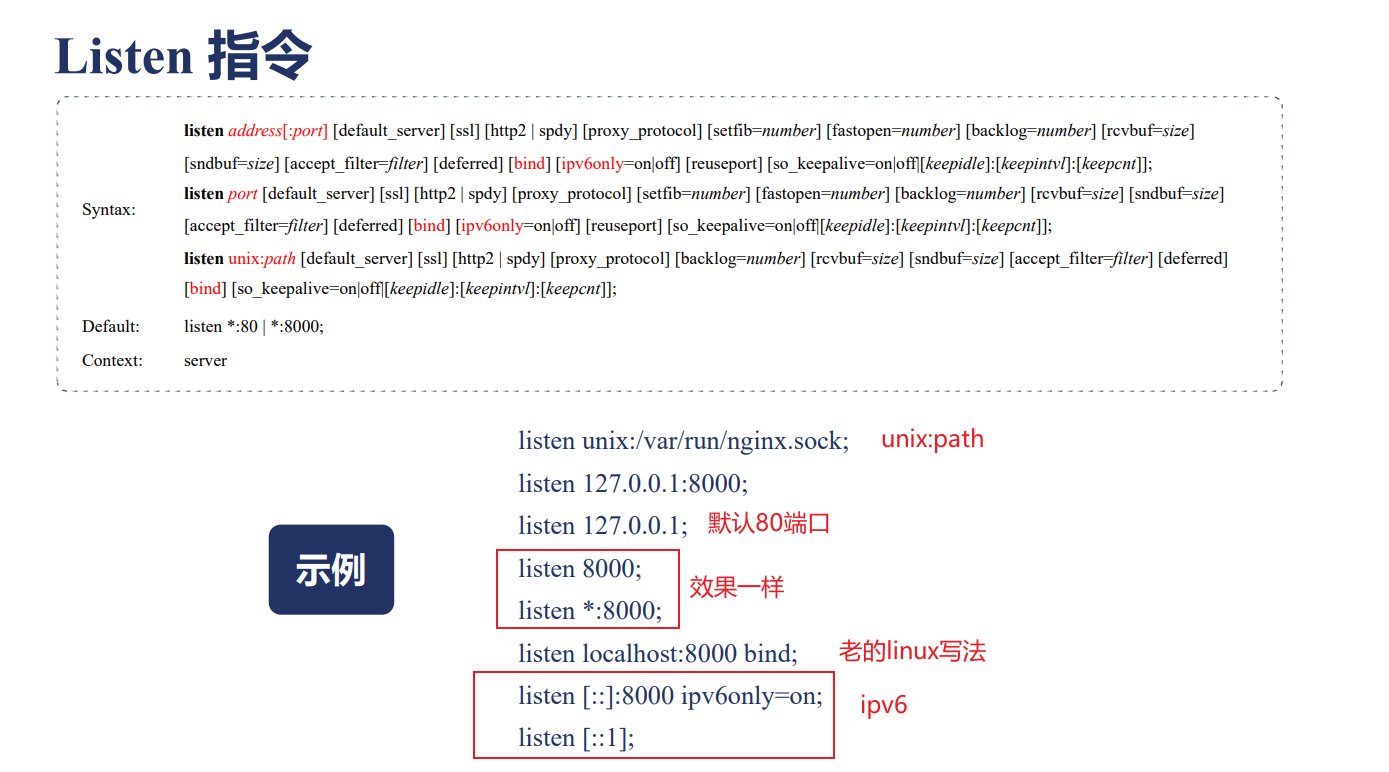 Listen 指令
listen address[:port] [default_server] [ssl] [http2 | spdy] [proxy_protocol] [setfib=number] [fastopen=number] [backlog=number] [rcvbuf=size]
[sndbuf=size] [accept_filter=filter] [deferred] [bind] [ipv6only=on|off] [reuseport] [so_keepalive=on|off|[keepidle]:[keepintvl]:[keepcnt]];
listen port [default_server] [ssl] [http2 | spdy] [proxy_protocol] [setfib=number] [fastopen=number] [backlog=number] [rcvbuf=size] [sndbuf=size]
Syntax:
[accept_filter=filter] [deferred] [bind] [ipv6only=on|off] [reuseport] [so_keepalive=on|off|[keepidle]:[keepintvl]:[keepcnt]];
listen unix:path [default_server] [ssl] [http2 | spdy] [proxy_protocol] [backlog=number] [rcvbuf=size] [sndbuf=size] [accept_filter=filter] [deferred]
[bind] [so_keepalive=on|off|[keepidle]:[keepintvl]:[keepcnt]];
Default: listen *:80 | *:8000;
Context: server
示例
listen unix:/var/run/nginx.sock; unix:path
listen 127.0.0.1:8000;
listen 127.0.0.1; 默认80端口
listen 8000;
效果一样
listen *:8000;
listen localhost:8000 bind; 老的linux写法
listen [::]:8000 ipv6only=on; ipv6
listen [::1];